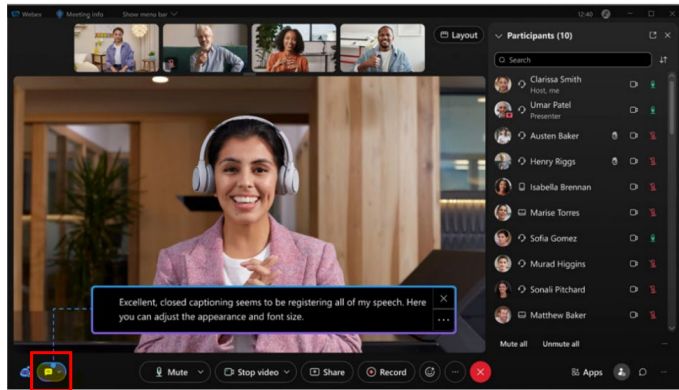 Webex Meeting info Show menu bar 12:40
Layout
Participants (10)
Search
Clarissa Smith
Host, me
Umar Patel
Presenter
Austen Baker
Henry Riggs
Isabella Brennan
Marise Torres
Sofia Gomez
Murad Higgins
Sonali Pitchard
Matthew Baker
Excellent, closed captioning seems to be registering all of my speech. Here
you can adjust the appearance and font size.
Mute all Unmute all
Mute Stop video Share Record Apps